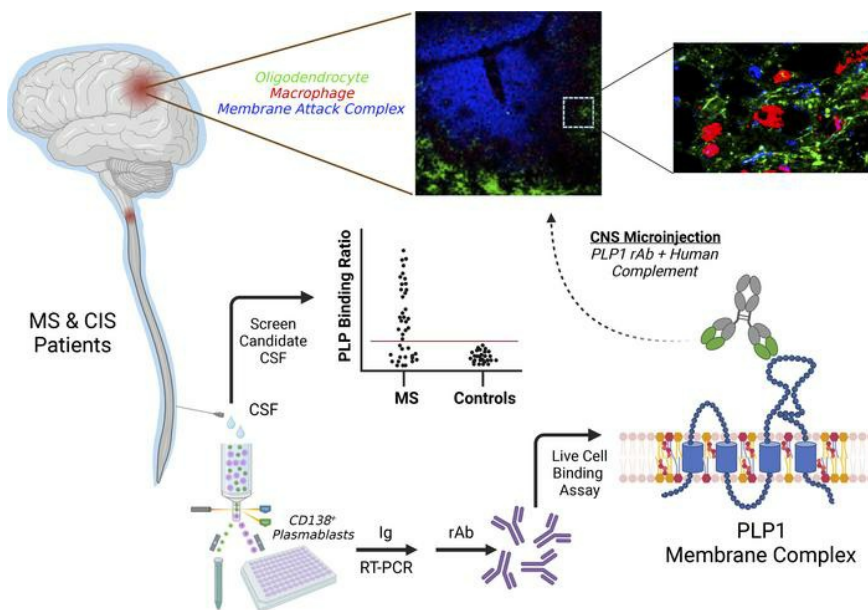 Oligodendrocyte
Macrophage
Membrane Attack Complex
CNS Microinjection
PLP1 rAb + Human
Complement
MS & CIS
Patients
Screen
Candidate
CSF
PLP Binding Ratio
MS
Controls
CSF
CD138⁺
Plasmablasts
Ig
RT-PCR
rAb
Live Cell
Binding
Assay
PLP1
Membrane Complex